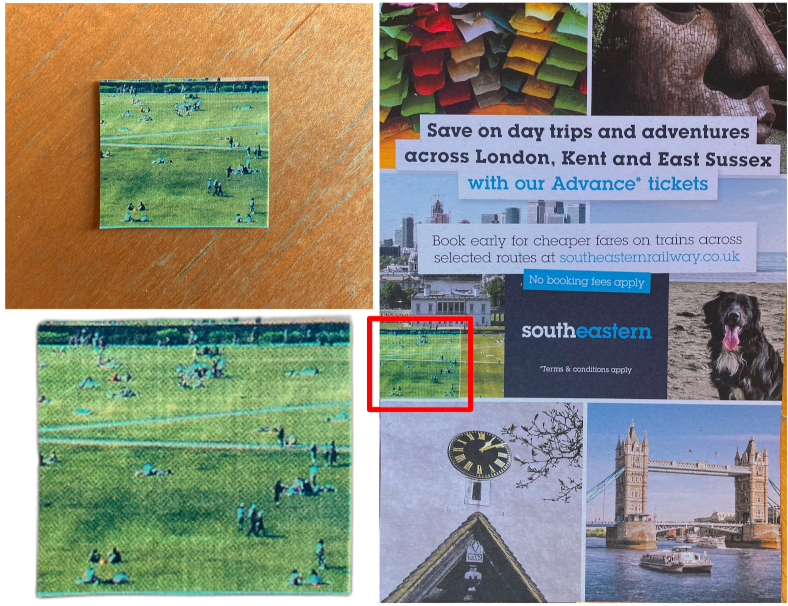 Save on day trips and adventures
across London, Kent and East Sussex
with our Advance* tickets
Book early for cheaper fares on trains across
selected routes at southeasternrailway.co.uk
No booking fees apply
southeastern
*Terms & conditions apply